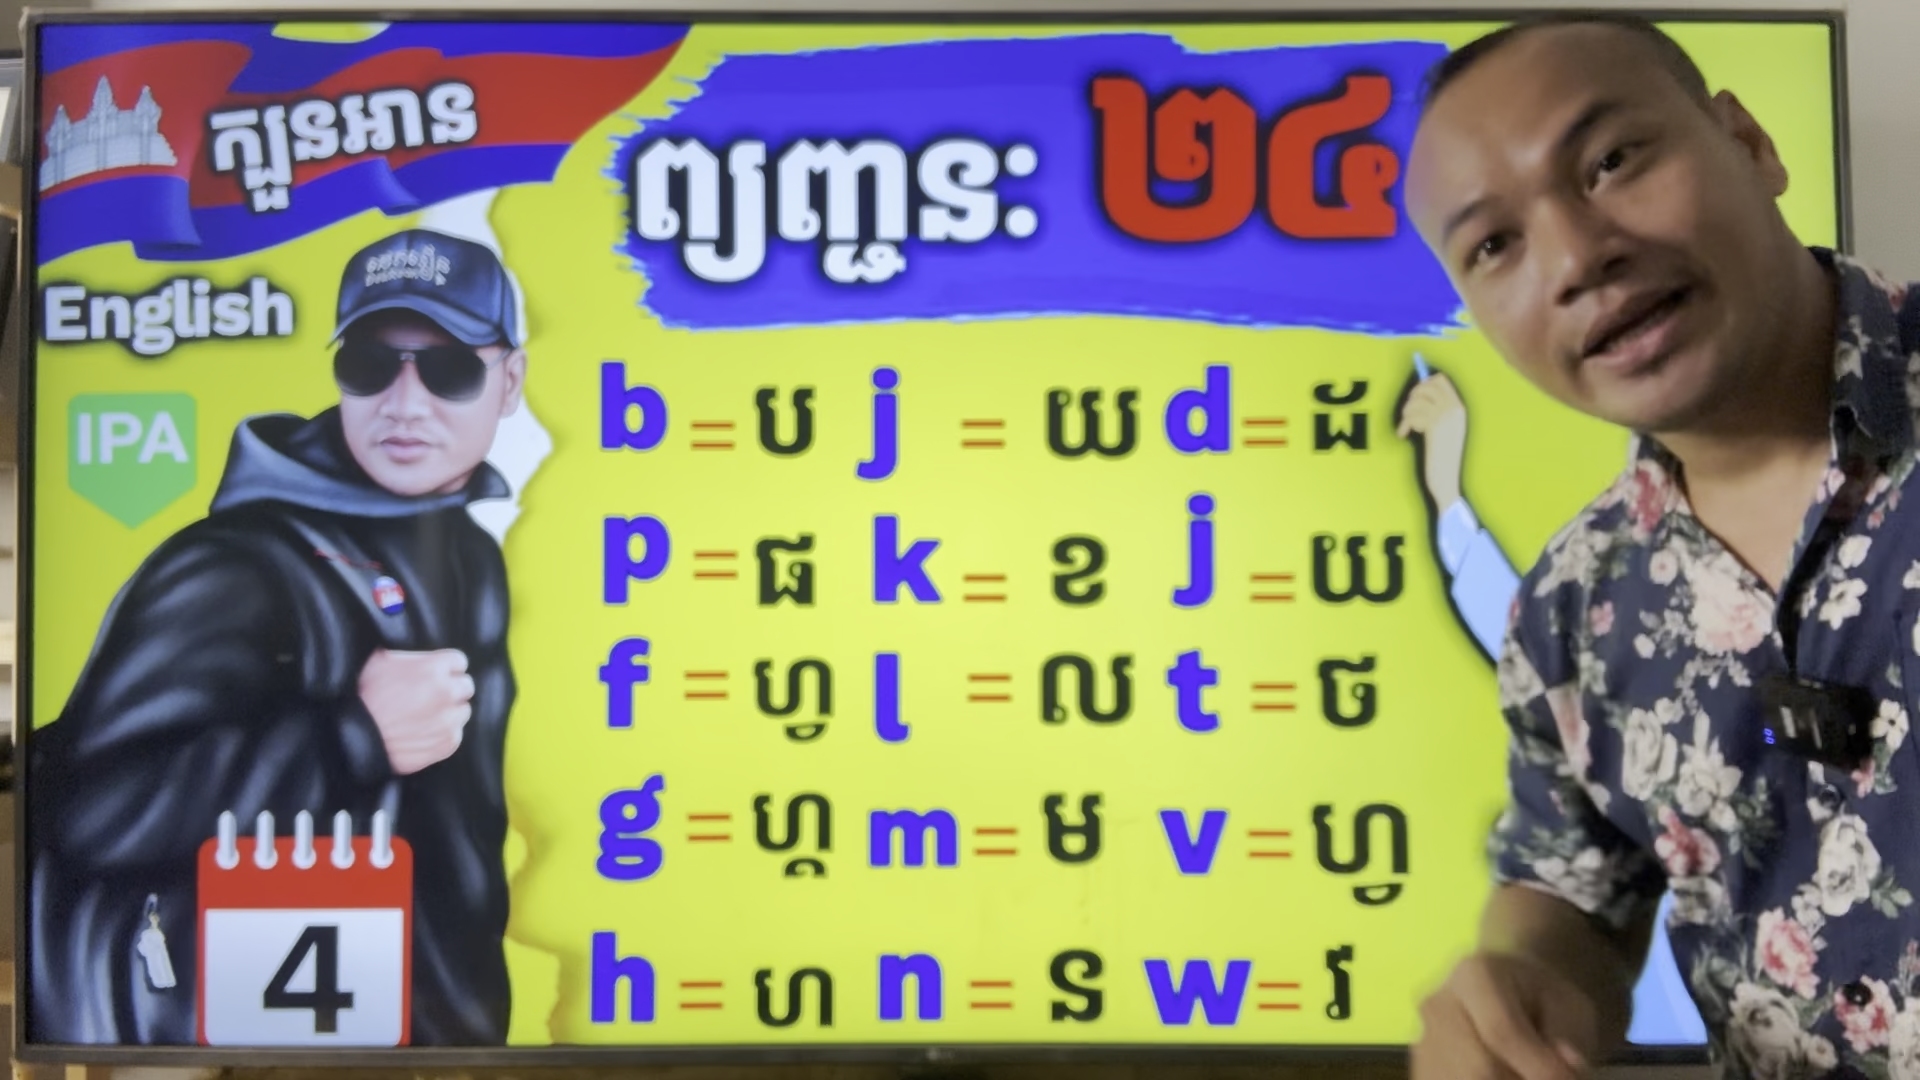 ក្បួនអាន
ព្យញ្ជនៈ ២៤
English
IPA
b = ប j = យ d = ដ
p = ផ k = ខ j = យ
f = ហ្វ l = ល t = ថ
g = ហ្គ m = ម v = ហ្វ
h = ហ n = ន w = វ
4